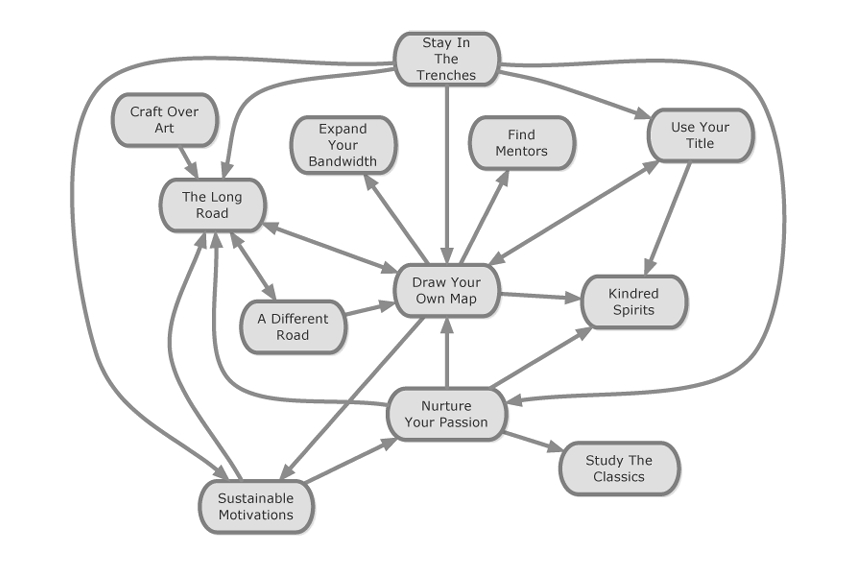 Stay In
The
Trenches
Craft Over
Art
Expand
Your
Bandwidth
Find
Mentors
Use Your
Title
The Long
Road
Draw Your
Own Map
Kindred
Spirits
A Different
Road
Nurture
Your Passion
Study The
Classics
Sustainable
Motivations